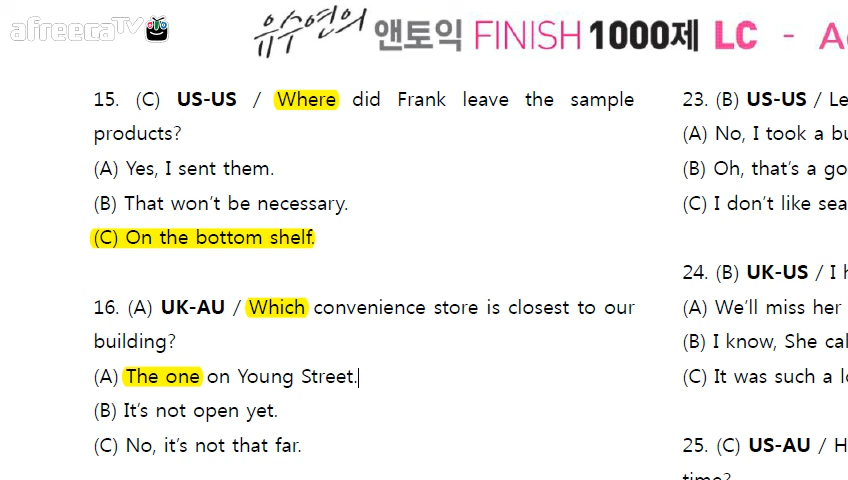 afreecaTV
유수연의 앤토익 FINISH 1000제 LC -
15. (C) US-US / Where did Frank leave the sample
products?
(A) Yes, I sent them.
(B) That won't be necessary.
(C) On the bottom shelf.
16. (A) UK-AU / Which convenience store is closest to our
building?
(A) The one on Young Street.
(B) It's not open yet.
(C) No, it's not that far.
23. (B) US-US / Le
(A) No, I took a bu
(B) Oh, that's a go
(C) I don't like sea
24. (B) UK-US / I h
(A) We'll miss her
(B) I know, She cal
(C) It was such a lo
25. (C) US-AU / H
time?